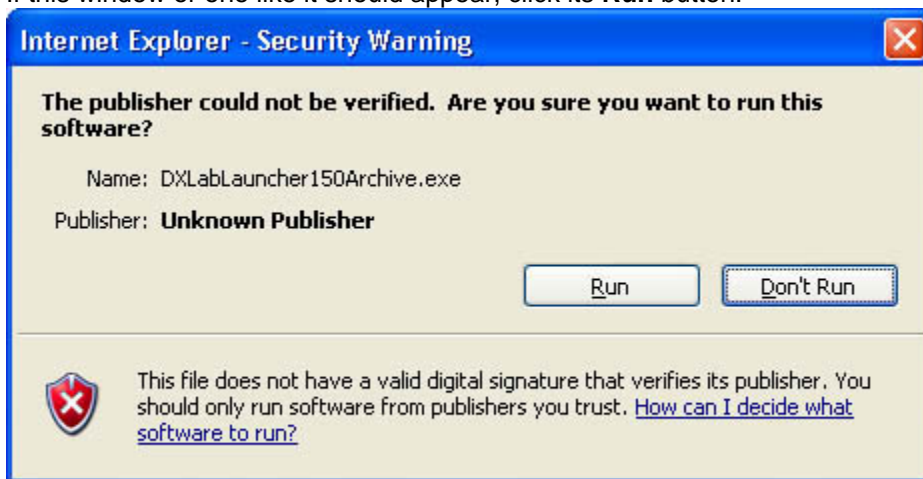 If this window or one like it should appear, click its Run button.
Internet Explorer - Security Warning
The publisher could not be verified. Are you sure you want to run this
software?
Name: DXLabLauncher150Archive.exe
Publisher: Unknown Publisher
Run Don't Run
This file does not have a valid digital signature that verifies its publisher. You
should only run software from publishers you trust. How can I decide what
software to run?